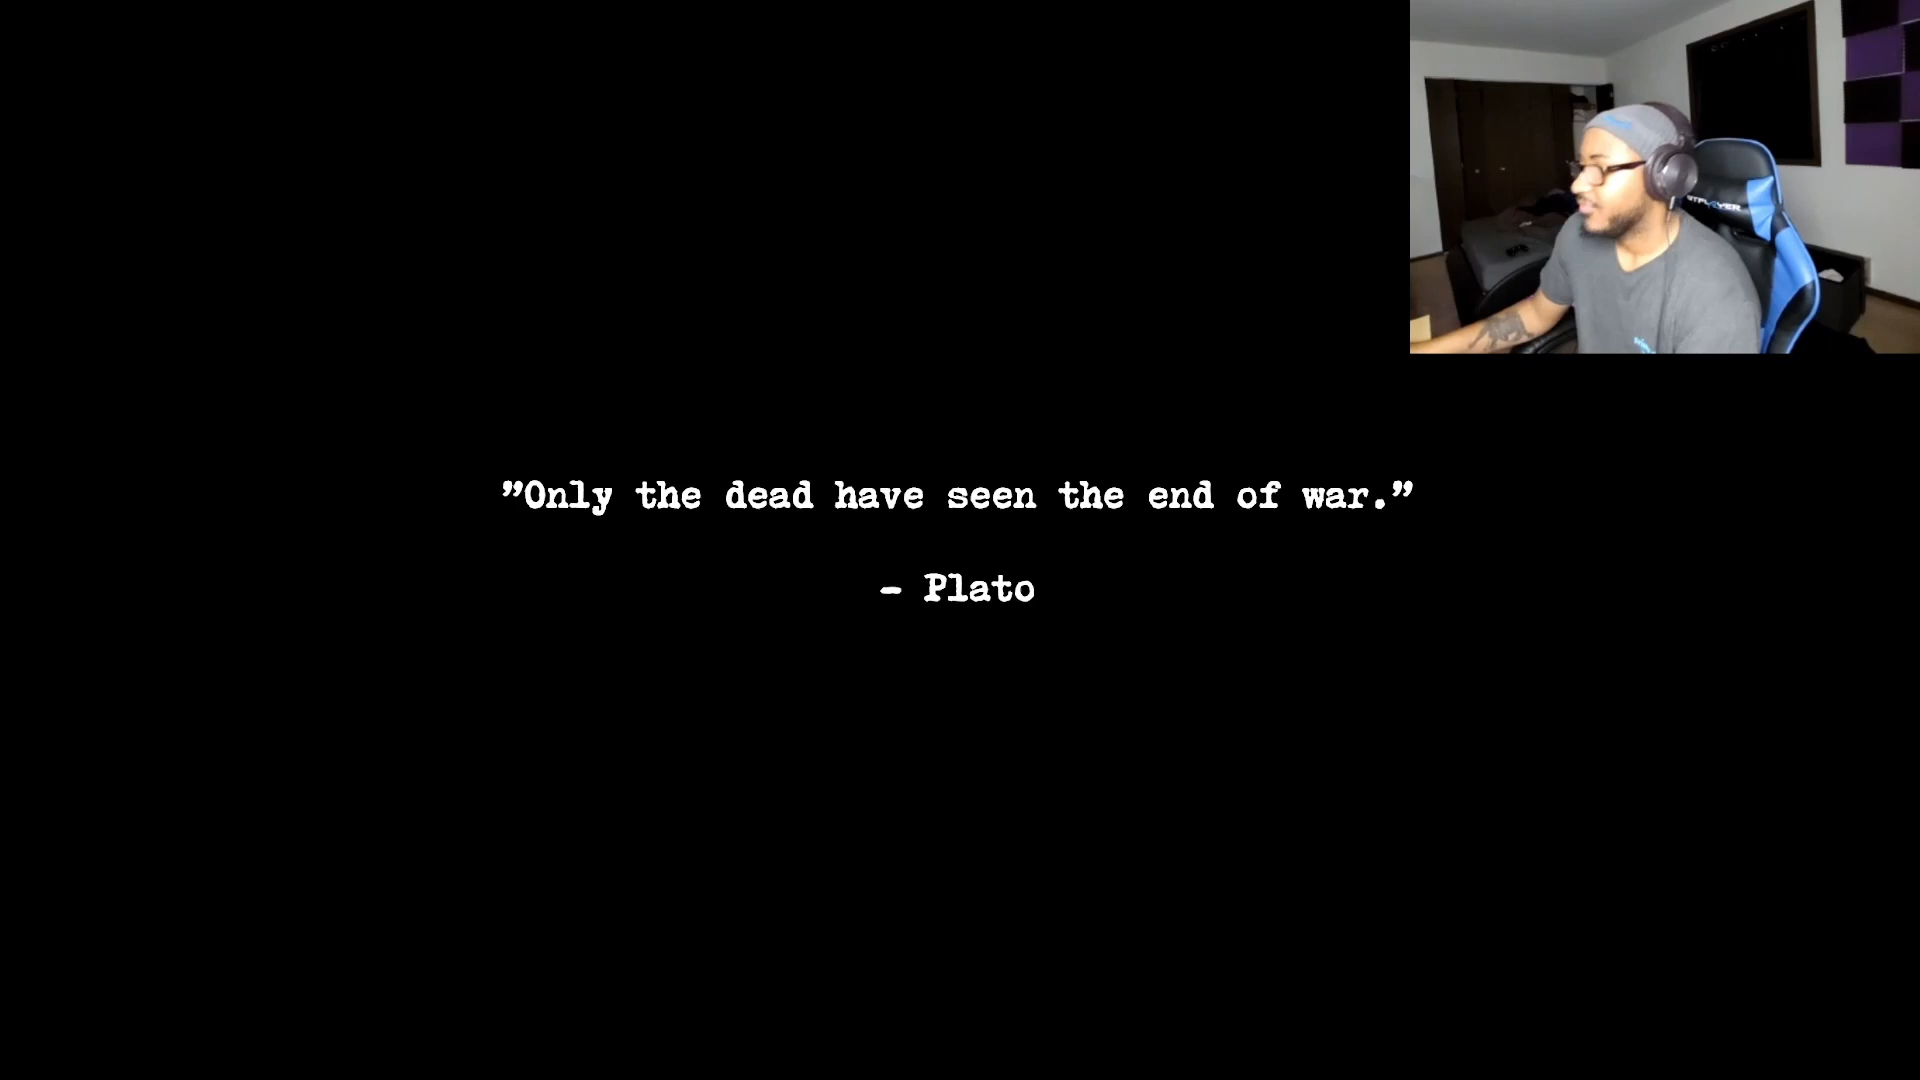 ”Only the dead have seen the end of war.”
- Plato